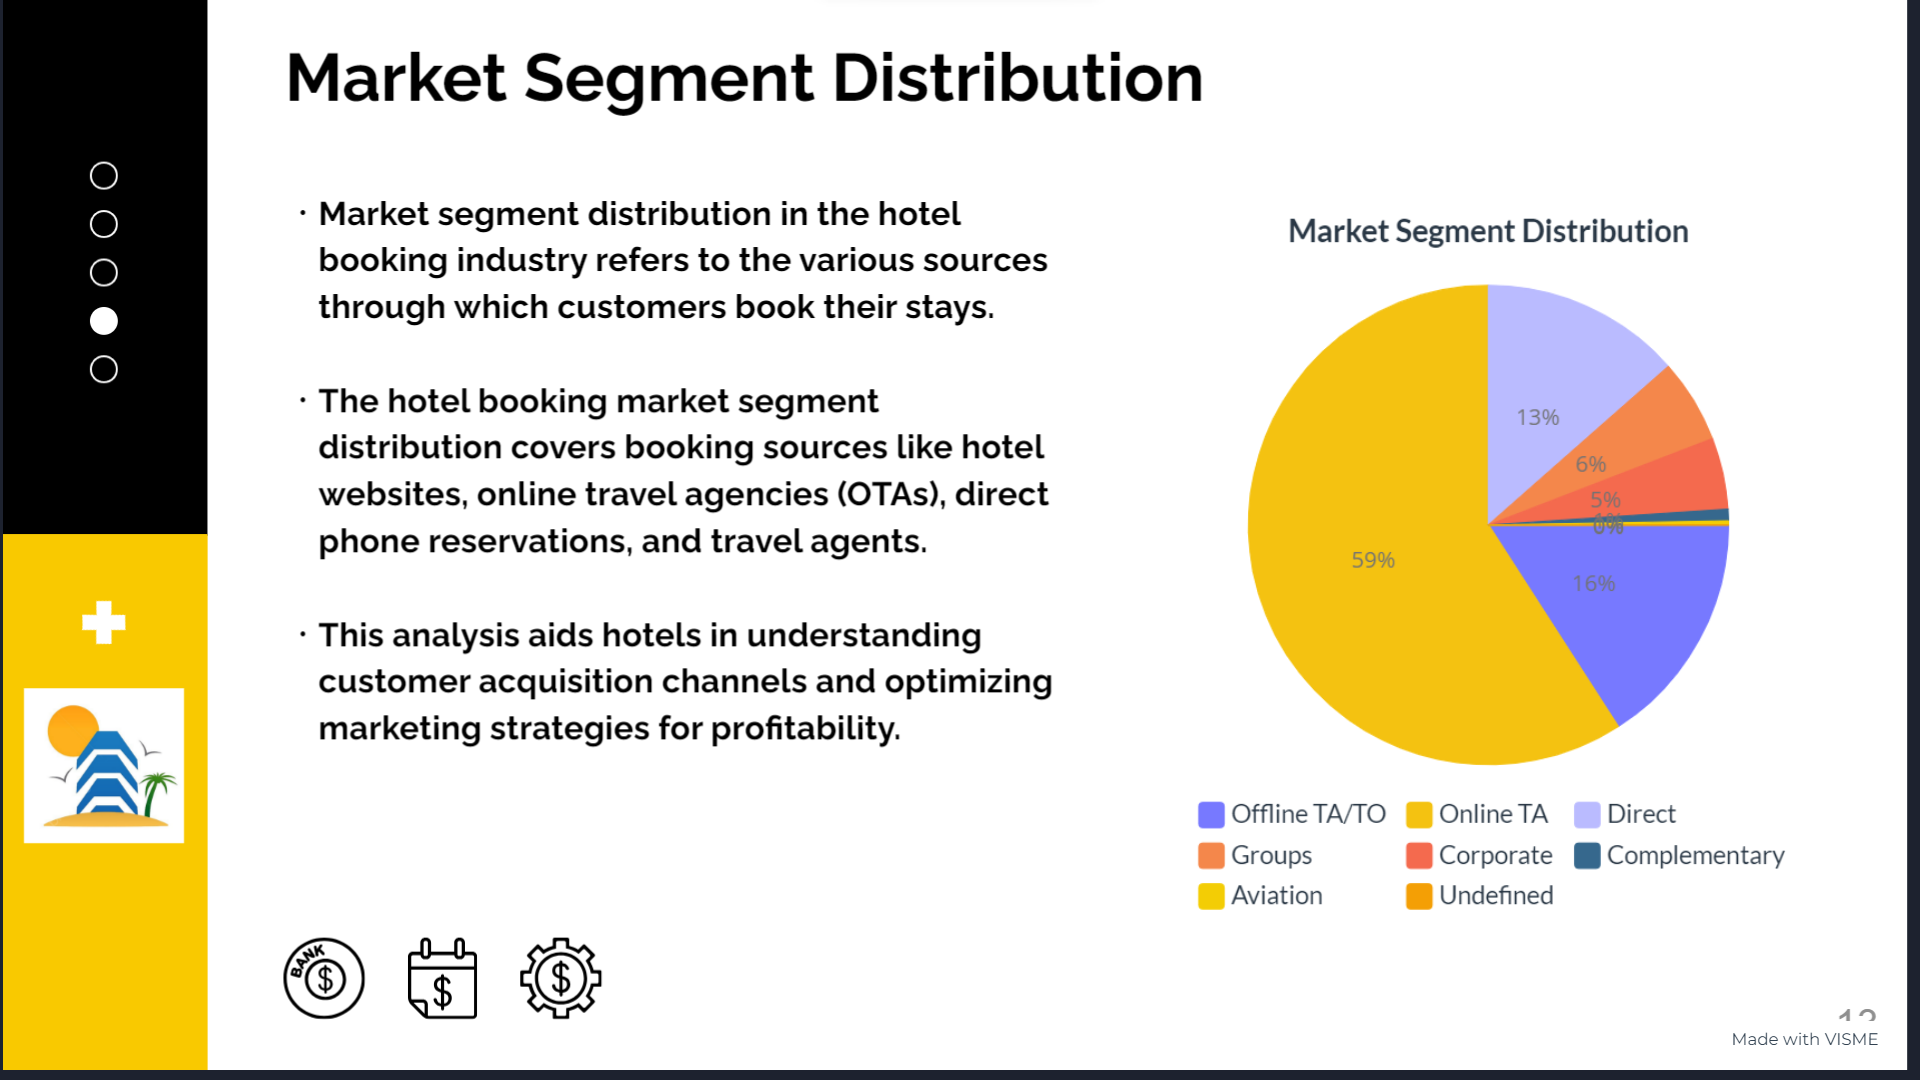 Market Segment Distribution
· Market segment distribution in the hotel
booking industry refers to the various sources
through which customers book their stays.
· The hotel booking market segment
distribution covers booking sources like hotel
websites, online travel agencies (OTAs), direct
phone reservations, and travel agents.
· This analysis aids hotels in understanding
customer acquisition channels and optimizing
marketing strategies for profitability.
BANK
$
$
$
Market Segment Distribution
13%
6%
5%
0%
59%
16%
Offline TA/TO Online TA Direct
Groups Corporate Complementary
Aviation Undefined
Made with VISME